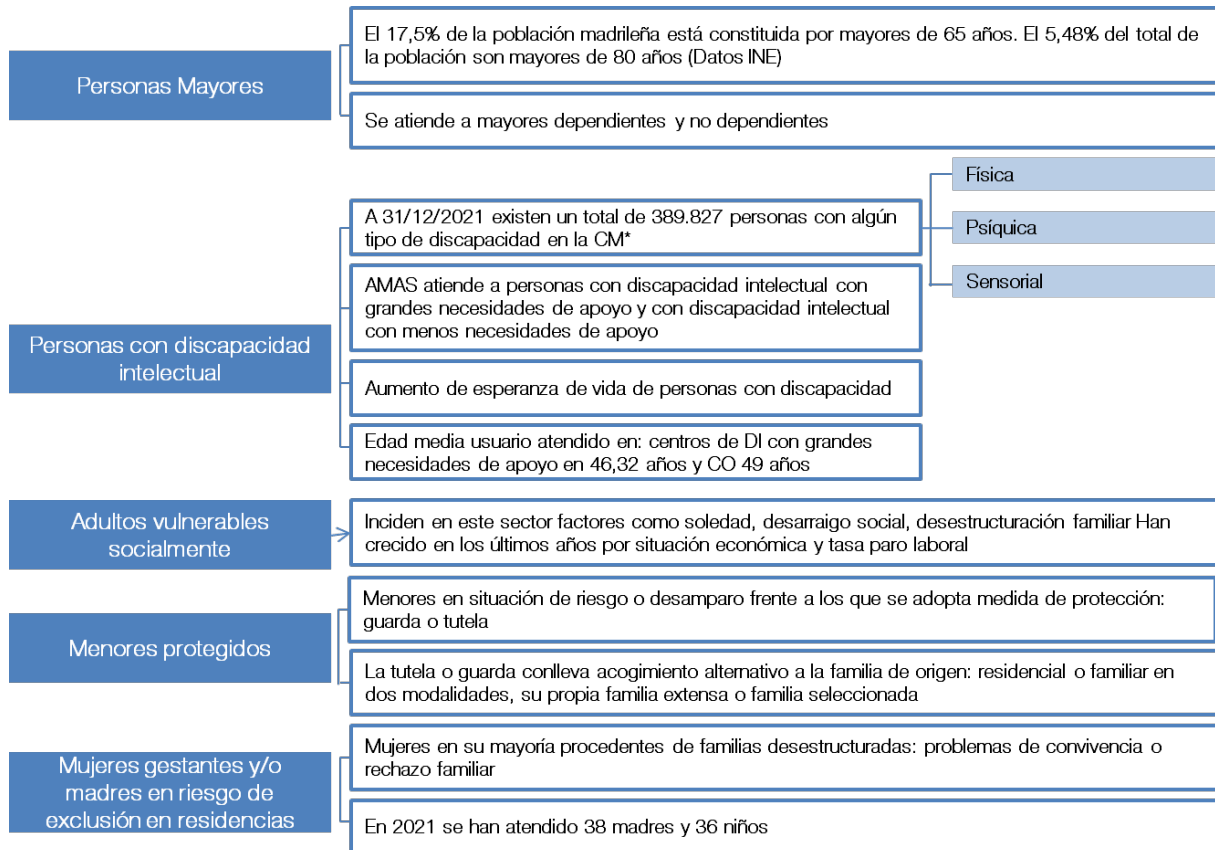 Personas Mayores
El 17,5% de la población madrileña está constituida por mayores de 65 años. El 5,48% del total de
la población son mayores de 80 años (Datos INE)
Se atiende a mayores dependientes y no dependientes
Personas con discapacidad
intelectual
A 31/12/2021 existen un total de 389.827 personas con algún
tipo de discapacidad en la CM*
Física
Psíquica
Sensorial
AMAS atiende a personas con discapacidad intelectual con
grandes necesidades de apoyo y con discapacidad intelectual
con menos necesidades de apoyo
Aumento de esperanza de vida de personas con discapacidad
Edad media usuario atendido en: centros de DI con grandes
necesidades de apoyo en 46,32 años y CO 49 años
Adultos vulnerables
socialmente
Inciden en este sector factores como soledad, desarraigo social, desestructuración familiar Han
crecido en los últimos años por situación económica y tasa paro laboral
Menores protegidos
Menores en situación de riesgo o desamparo frente a los que se adopta medida de protección:
guarda o tutela
La tutela o guarda conlleva acogimiento alternativo a la familia de origen: residencial o familiar en
dos modalidades, su propia familia extensa o familia seleccionada
Mujeres gestantes y/o
madres en riesgo de
exclusión en residencias
Mujeres en su mayoría procedentes de familias desestructuradas: problemas de convivencia o
rechazo familiar
En 2021 se han atendido 38 madres y 36 niños